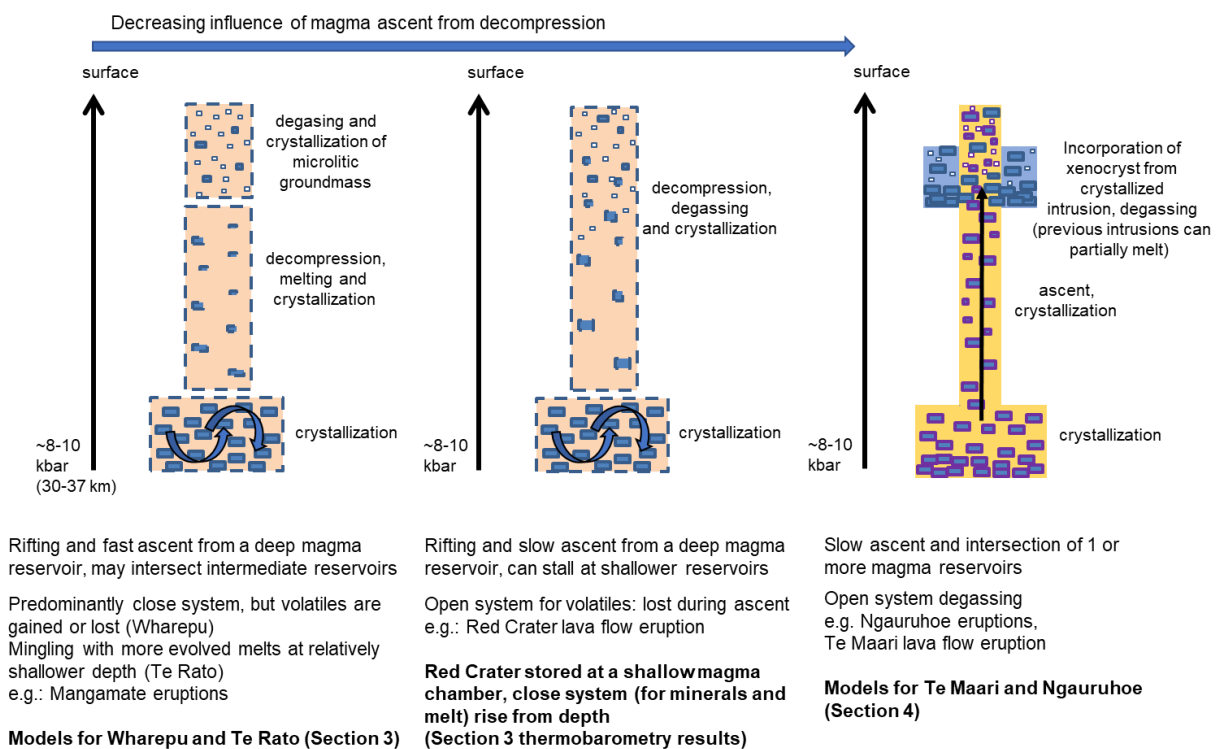 Decreasing influence of magma ascent from decompression
surface
degasing and
crystallization of
microlitic
groundmass
decompression,
melting and
crystallization
crystallization
~8-10
kbar
(30-37 km)
surface
decompression,
degassing
and crystallization
crystallization
~8-10
kbar
surface
Incorporation of
xenocryst from
crystallized
intrusion, degassing
(previous intrusions can
partially melt)
ascent,
crystallization
crystallization
~8-10
kbar
Rifting and fast ascent from a deep magma
reservoir, may intersect intermediate reservoirs
Predominantly close system, but volatiles are
gained or lost (Wharepu)
Mingling with more evolved melts at relatively
shallower depth (Te Rato)
e.g.: Mangamate eruptions
Models for Wharepu and Te Rato (Section 3)
Rifting and slow ascent from a deep magma
reservoir, can stall at shallower reservoirs
Open system for volatiles: lost during ascent
e.g.: Red Crater lava flow eruption
Red Crater stored at a shallow magma
chamber, close system (for minerals and
melt) rise from depth
(Section 3 thermobarometry results)
Slow ascent and intersection of 1 or
more magma reservoirs
Open system degassing
e.g. Ngauruhoe eruptions,
Te Maari lava flow eruption
Models for Te Maari and Ngauruhoe
(Section 4)